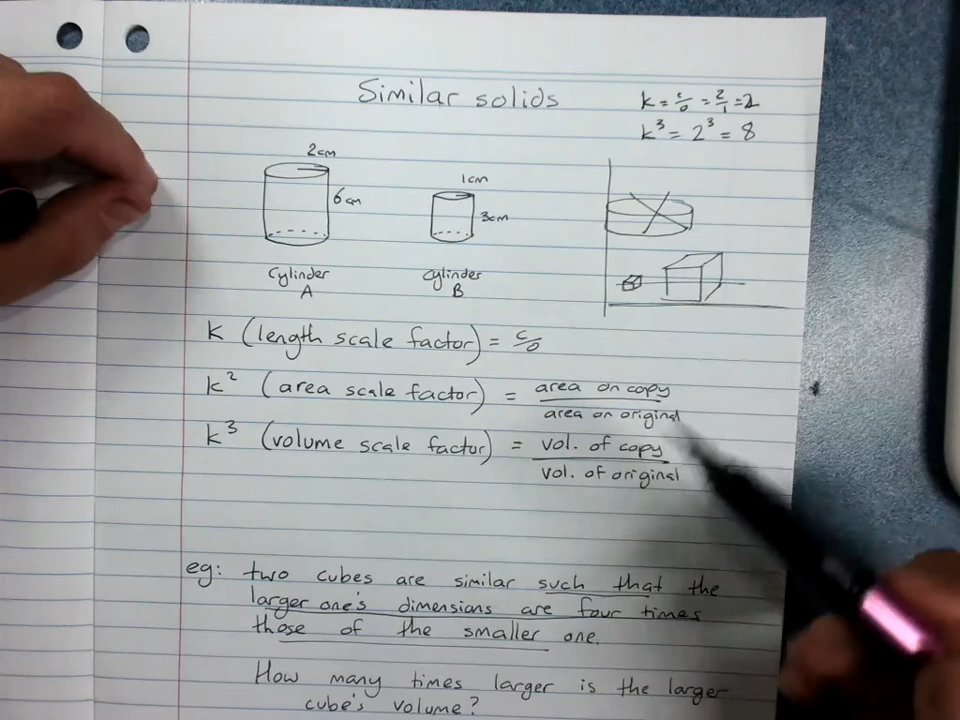 Similar solids
k = c/o = 2/1 = 2
k³ = 2³ = 8
2cm
6cm
1cm
3cm
Cylinder
A
Cylinder
B
k (length scale factor) = c/o
k² (area scale factor) = area on copy / area on original
k³ (volume scale factor) = vol. of copy / vol. of original
eg: two cubes are similar such that the
larger one's dimensions are four times
those of the smaller one.
How many times larger is the larger
cube's volume?